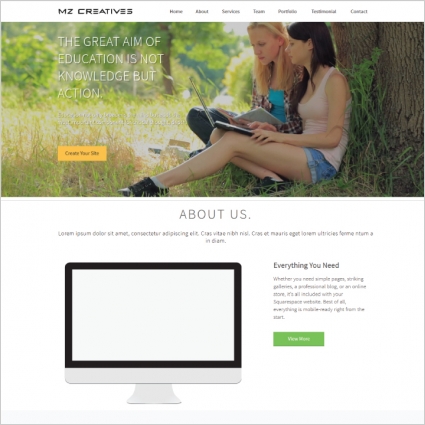 MZ CREATIVES
Home About Services Team Portfolio Testimonial Contact
THE GREAT AIM OF
EDUCATION IS NOT
KNOWLEDGE BUT
ACTION.
Create Your Site
ABOUT US.
Lorem ipsum dolor sit amet, consectetur adipiscing elit. Cras vitae nibh nisl. Cras et mauris eget lorem ultricies ferme ntum a
in diam.
Everything You Need
Whether you need simple pages, striking
galleries, a professional blog, or an online
store, it's all included with your
Squarespace website. Best of all,
everything is mobile-ready right from the
start.
View More